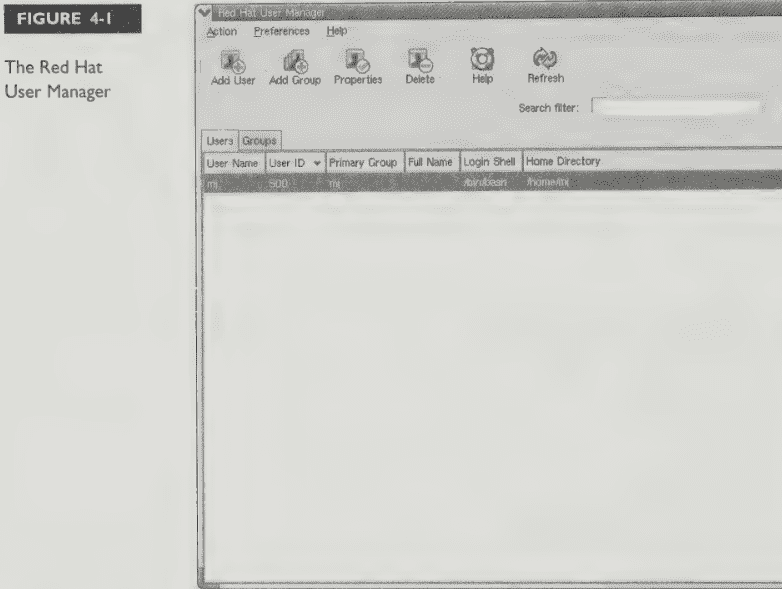 FIGURE 4-1
The Red Hat
User Manager
Red Hat User Manager
Action Preferences Help
Add User Add Group Properties Delete Help Refresh
Search filter:
Users Groups
User Name User ID Primary Group Full Name Login Shell Home Directory
mj 500 mj /bin/bash /home/mj